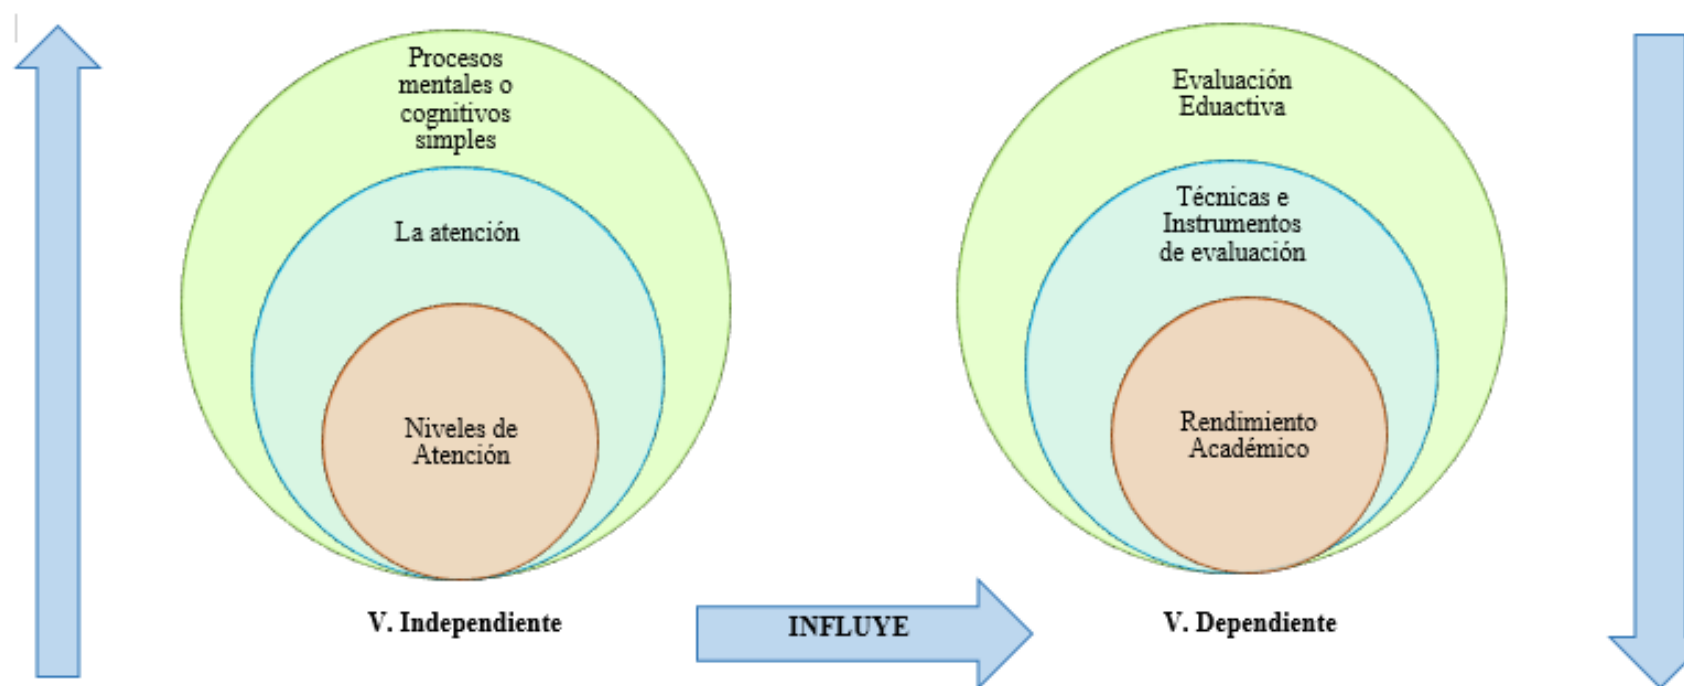 Procesos
mentales o
cognitivos
simples
La atención
Niveles de
Atención
V. Independiente
INFLUYE
Evaluación
Eduactiva
Técnicas e
Instrumentos
de evaluación
Rendimiento
Académico
V. Dependiente